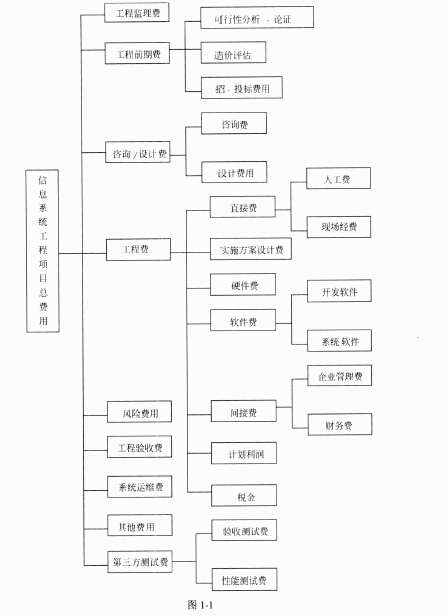 信息系统工程项目总费用
工程监理费
工程前期费
可行性分析 - 论证
造价评估
招 - 投标费用
咨询/设计费
咨询费
设计费用
工程费
直接费
人工费
现场经费
实施方案设计费
硬件费
软件费
开发软件
系统软件
间接费
企业管理费
财务费
计划利润
税金
风险费用
工程验收费
系统运维费
其他费用
第三方测试费
验收测试费
性能测试费
图 1-1